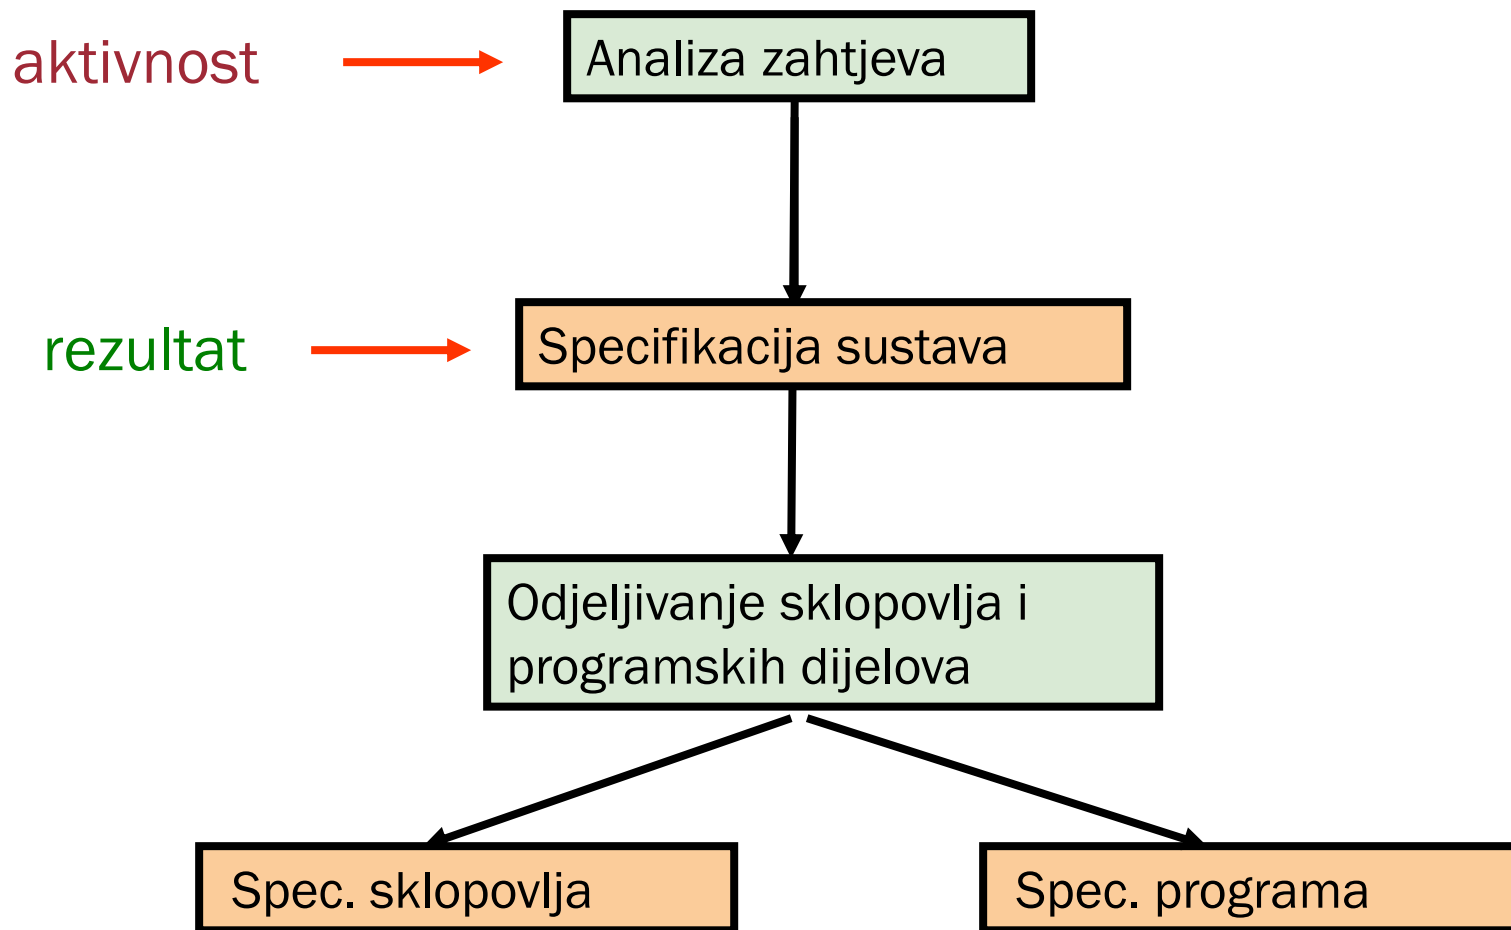 aktivnost
Analiza zahtjeva
rezultat
Specifikacija sustava
Odjeljivanje sklopovlja i
programskih dijelova
Spec. sklopovlja
Spec. programa